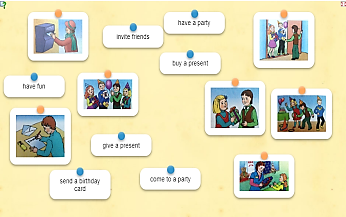 have a party
invite friends
buy a present
have fun
give a present
send a birthday
card
come to a party